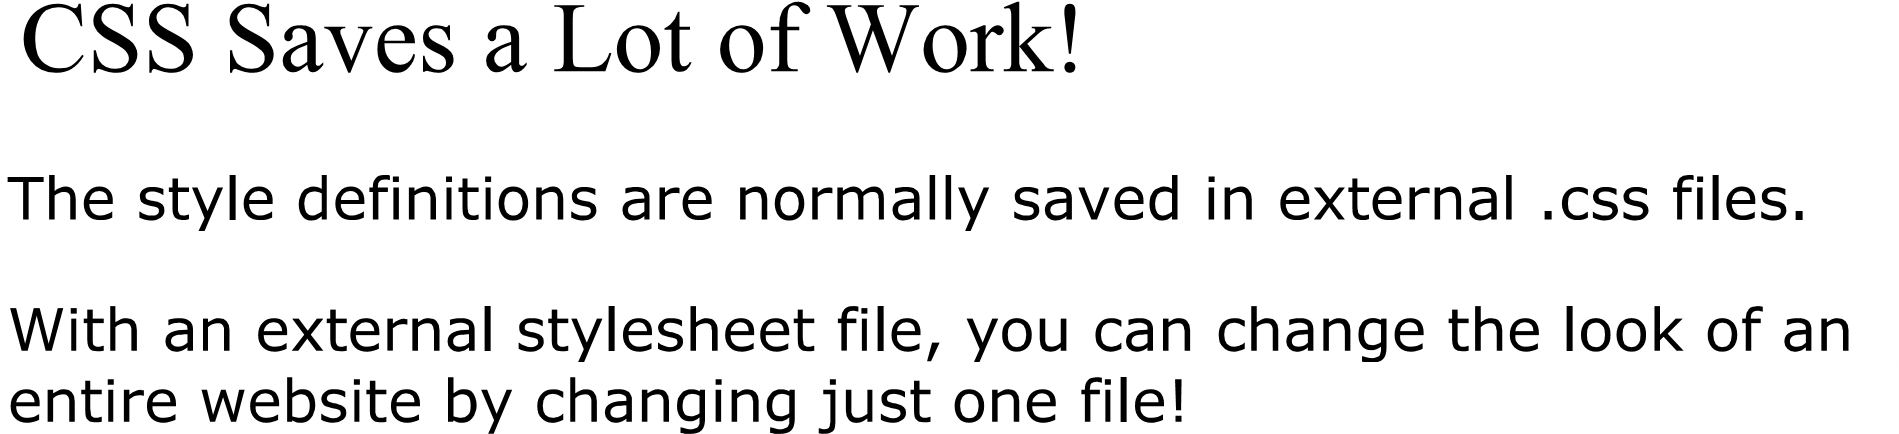 CSS Saves a Lot of Work!
The style definitions are normally saved in external .css files.
With an external stylesheet file, you can change the look of an
entire website by changing just one file!